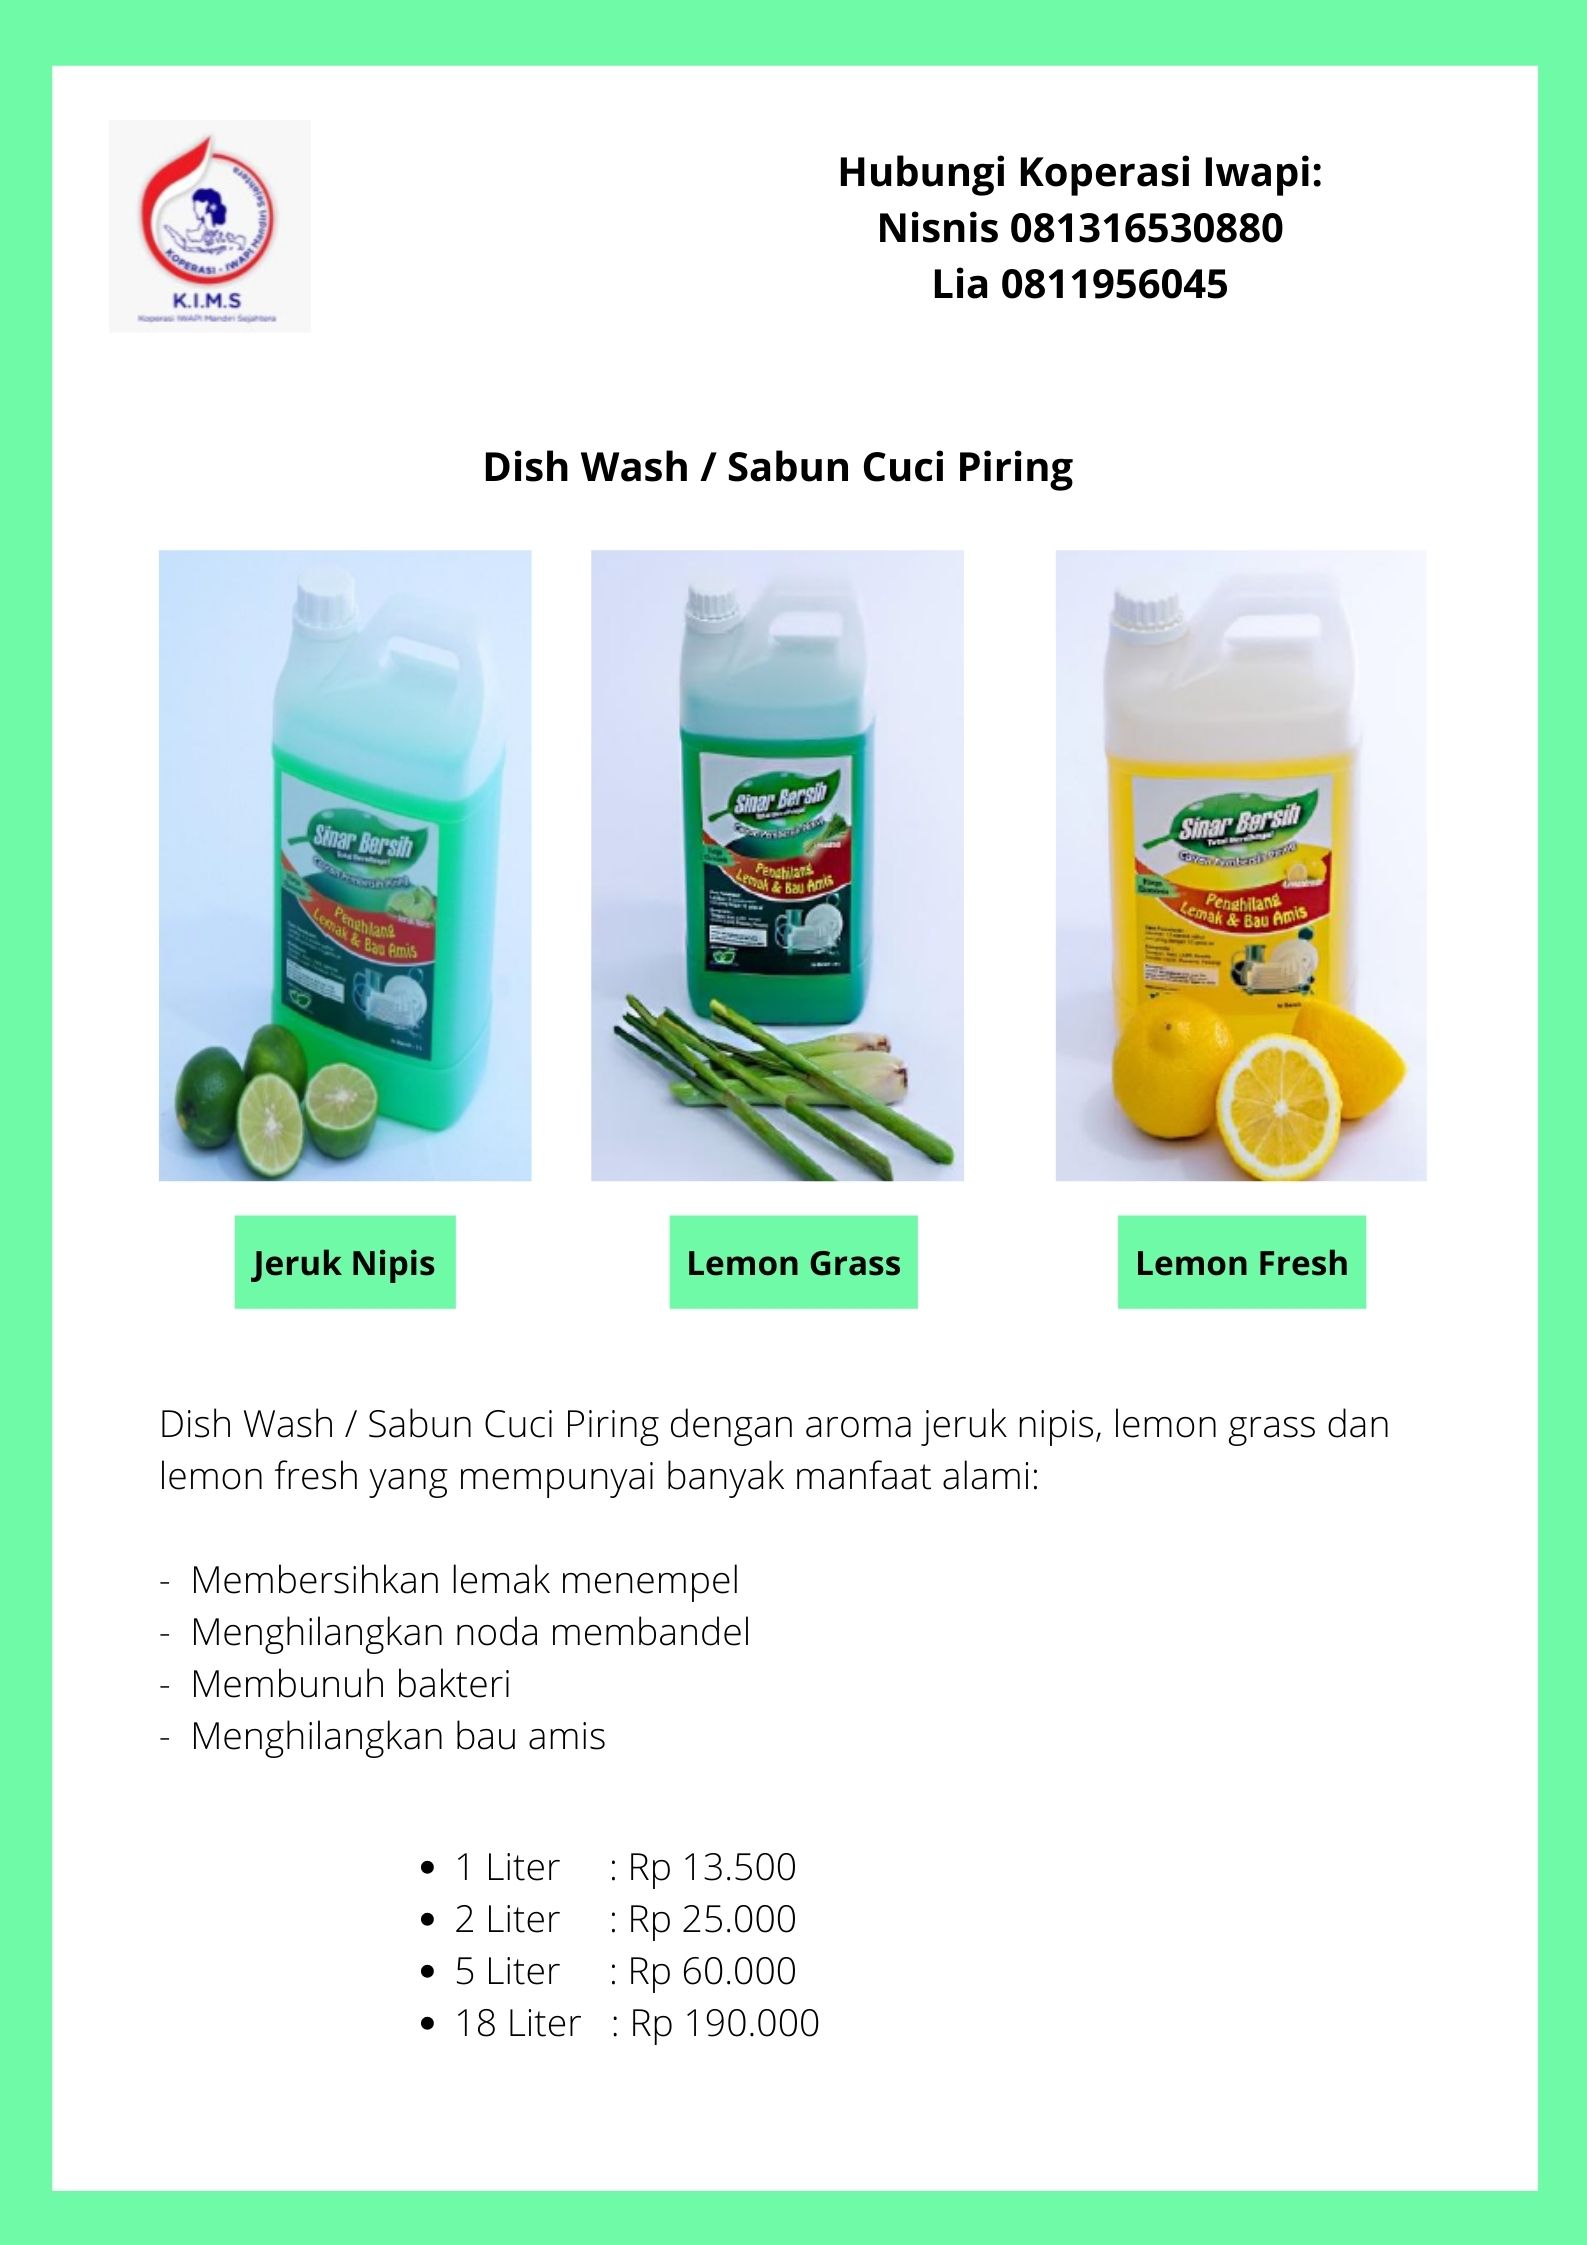 KOPERASI - IWAPI Mandiri Sejahtera
K.I.M.S
Koperasi IWAPI Mandiri Sejahtera
Hubungi Koperasi Iwapi:
Nisnis 081316530880
Lia 0811956045
Dish Wash / Sabun Cuci Piring
Sinar Bersih
Penghilang
Lemak & Bau Amis
Sinar Bersih
Penghilang
Lemak & Bau Amis
Sinar Bersih
Penghilang
Lemak & Bau Amis
Jeruk Nipis
Lemon Grass
Lemon Fresh
Dish Wash / Sabun Cuci Piring dengan aroma jeruk nipis, lemon grass dan
lemon fresh yang mempunyai banyak manfaat alami:
- Membersihkan lemak menempel
- Menghilangkan noda membandel
- Membunuh bakteri
- Menghilangkan bau amis
• 1 Liter : Rp 13.500
• 2 Liter : Rp 25.000
• 5 Liter : Rp 60.000
• 18 Liter : Rp 190.000